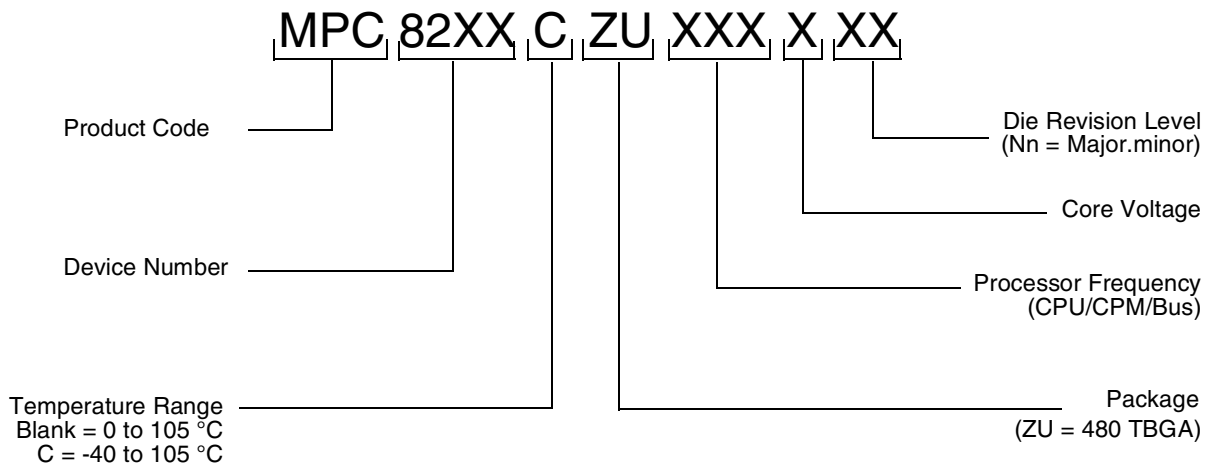 MPC 82XX C ZU XXX X XX
Product Code
Die Revision Level
(Nn = Major.minor)
Core Voltage
Device Number
Processor Frequency
(CPU/CPM/Bus)
Temperature Range
Blank = 0 to 105 °C
C = -40 to 105 °C
Package
(ZU = 480 TBGA)